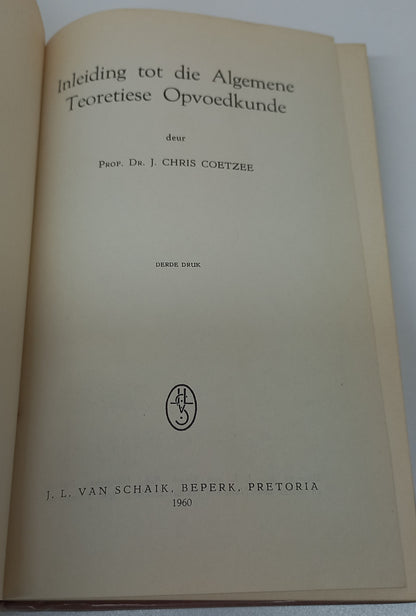 Inleiding tot die Algemene
Teoretiese Opvoedkunde
deur
PROF. DR. J. CHRIS COETZEE
DERDE DRUK
J. L. VAN SCHAIK, BEPERK, PRETORIA
1960